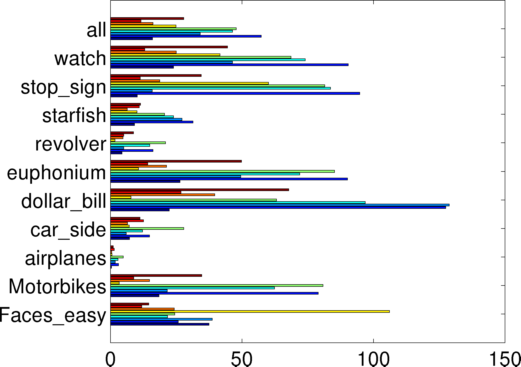 all
watch
stop_sign
starfish
revolver
euphonium
dollar_bill
car_side
airplanes
Motorbikes
Faces_easy
0 50 100 150